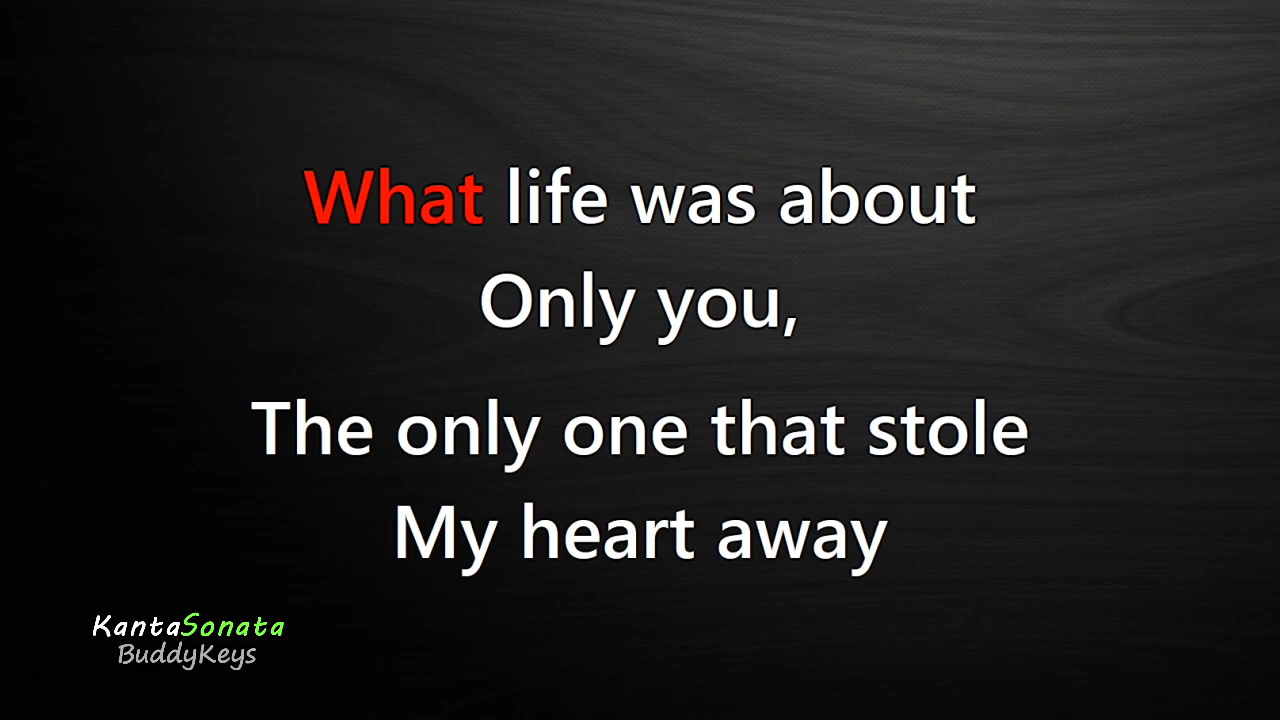 What life was about
Only you,
The only one that stole
My heart away
KantaSonata
BuddyKeys